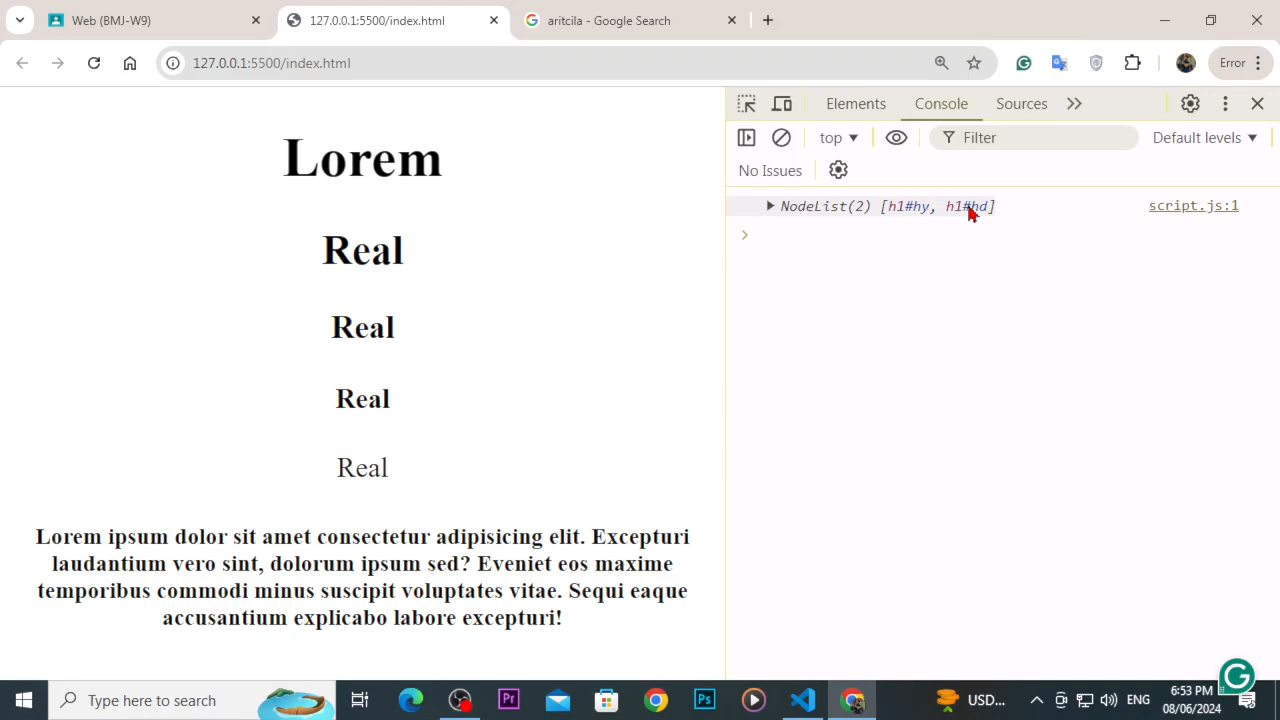 Web (BMJ-W9)
127.0.0.1:5500/index.html
aritcila - Google Search
127.0.0.1:5500/index.html
Error
Elements
Console
Sources
top
Filter
Default levels
No Issues
NodeList(2) [h1#hy, h1#hd]
script.js:1
Lorem
Real
Real
Real
Real
Lorem ipsum dolor sit amet consectetur adipisicing elit. Excepturi
laudantium vero sint, dolorum ipsum sed? Eveniet eos maxime
temporibus commodi minus suscipit voluptates vitae. Sequi eaque
accusantium explicabo labore excepturi!
Type here to search
Pr
Ps
USD...
ENG
6:53 PM
08/06/2024